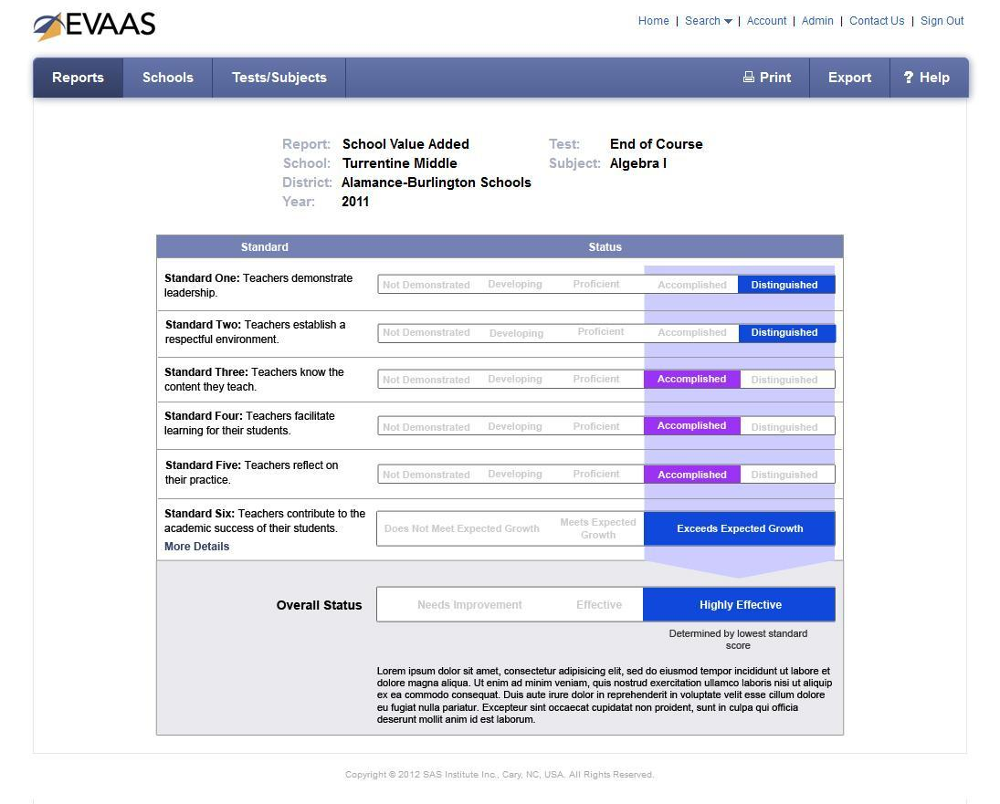 EVAAS
Home | Search | Account | Admin | Contact Us | Sign Out
Reports Schools Tests/Subjects Print Export ? Help
Report: School Value Added Test: End of Course
School: Turrentine Middle Subject: Algebra I
District: Alamance-Burlington Schools
Year: 2011
Standard Status
Standard One: Teachers demonstrate
leadership.
Not Demonstrated Developing Proficient Accomplished Distinguished
Standard Two: Teachers establish a
respectful environment.
Not Demonstrated Developing Proficient Accomplished Distinguished
Standard Three: Teachers know the
content they teach.
Not Demonstrated Developing Proficient Accomplished Distinguished
Standard Four: Teachers facilitate
learning for their students.
Not Demonstrated Developing Proficient Accomplished Distinguished
Standard Five: Teachers reflect on
their practice.
Not Demonstrated Developing Proficient Accomplished Distinguished
Standard Six: Teachers contribute to the
academic success of their students.
More Details
Does Not Meet Expected Growth Meets Expected Growth Exceeds Expected Growth
Overall Status Needs Improvement Effective Highly Effective
Determined by lowest standard
score
Lorem ipsum dolor sit amet, consectetur adipisicing elit, sed do eiusmod tempor incididunt ut labore et
dolore magna aliqua. Ut enim ad minim veniam, quis nostrud exercitation ullamco laboris nisi ut aliquip
ex ea commodo consequat. Duis aute irure dolor in reprehenderit in voluptate velit esse cillum dolore
eu fugiat nulla pariatur. Excepteur sint occaecat cupidatat non proident, sunt in culpa qui officia
deserunt mollit anim id est laborum.
Copyright © 2012 SAS Institute Inc., Cary, NC, USA. All Rights Reserved.